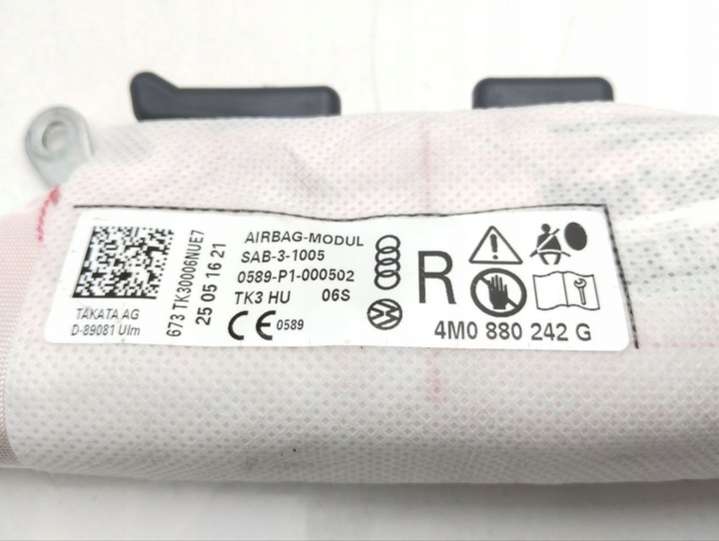 TAKATA AG
D-89081 Ulm
673 TK30006NUE7
25 05 16 21
AIRBAG-MODUL
SAB-3-1005
0589-P1-000502
TK3 HU 06S
CE 0589
R
4M0 880 242 G